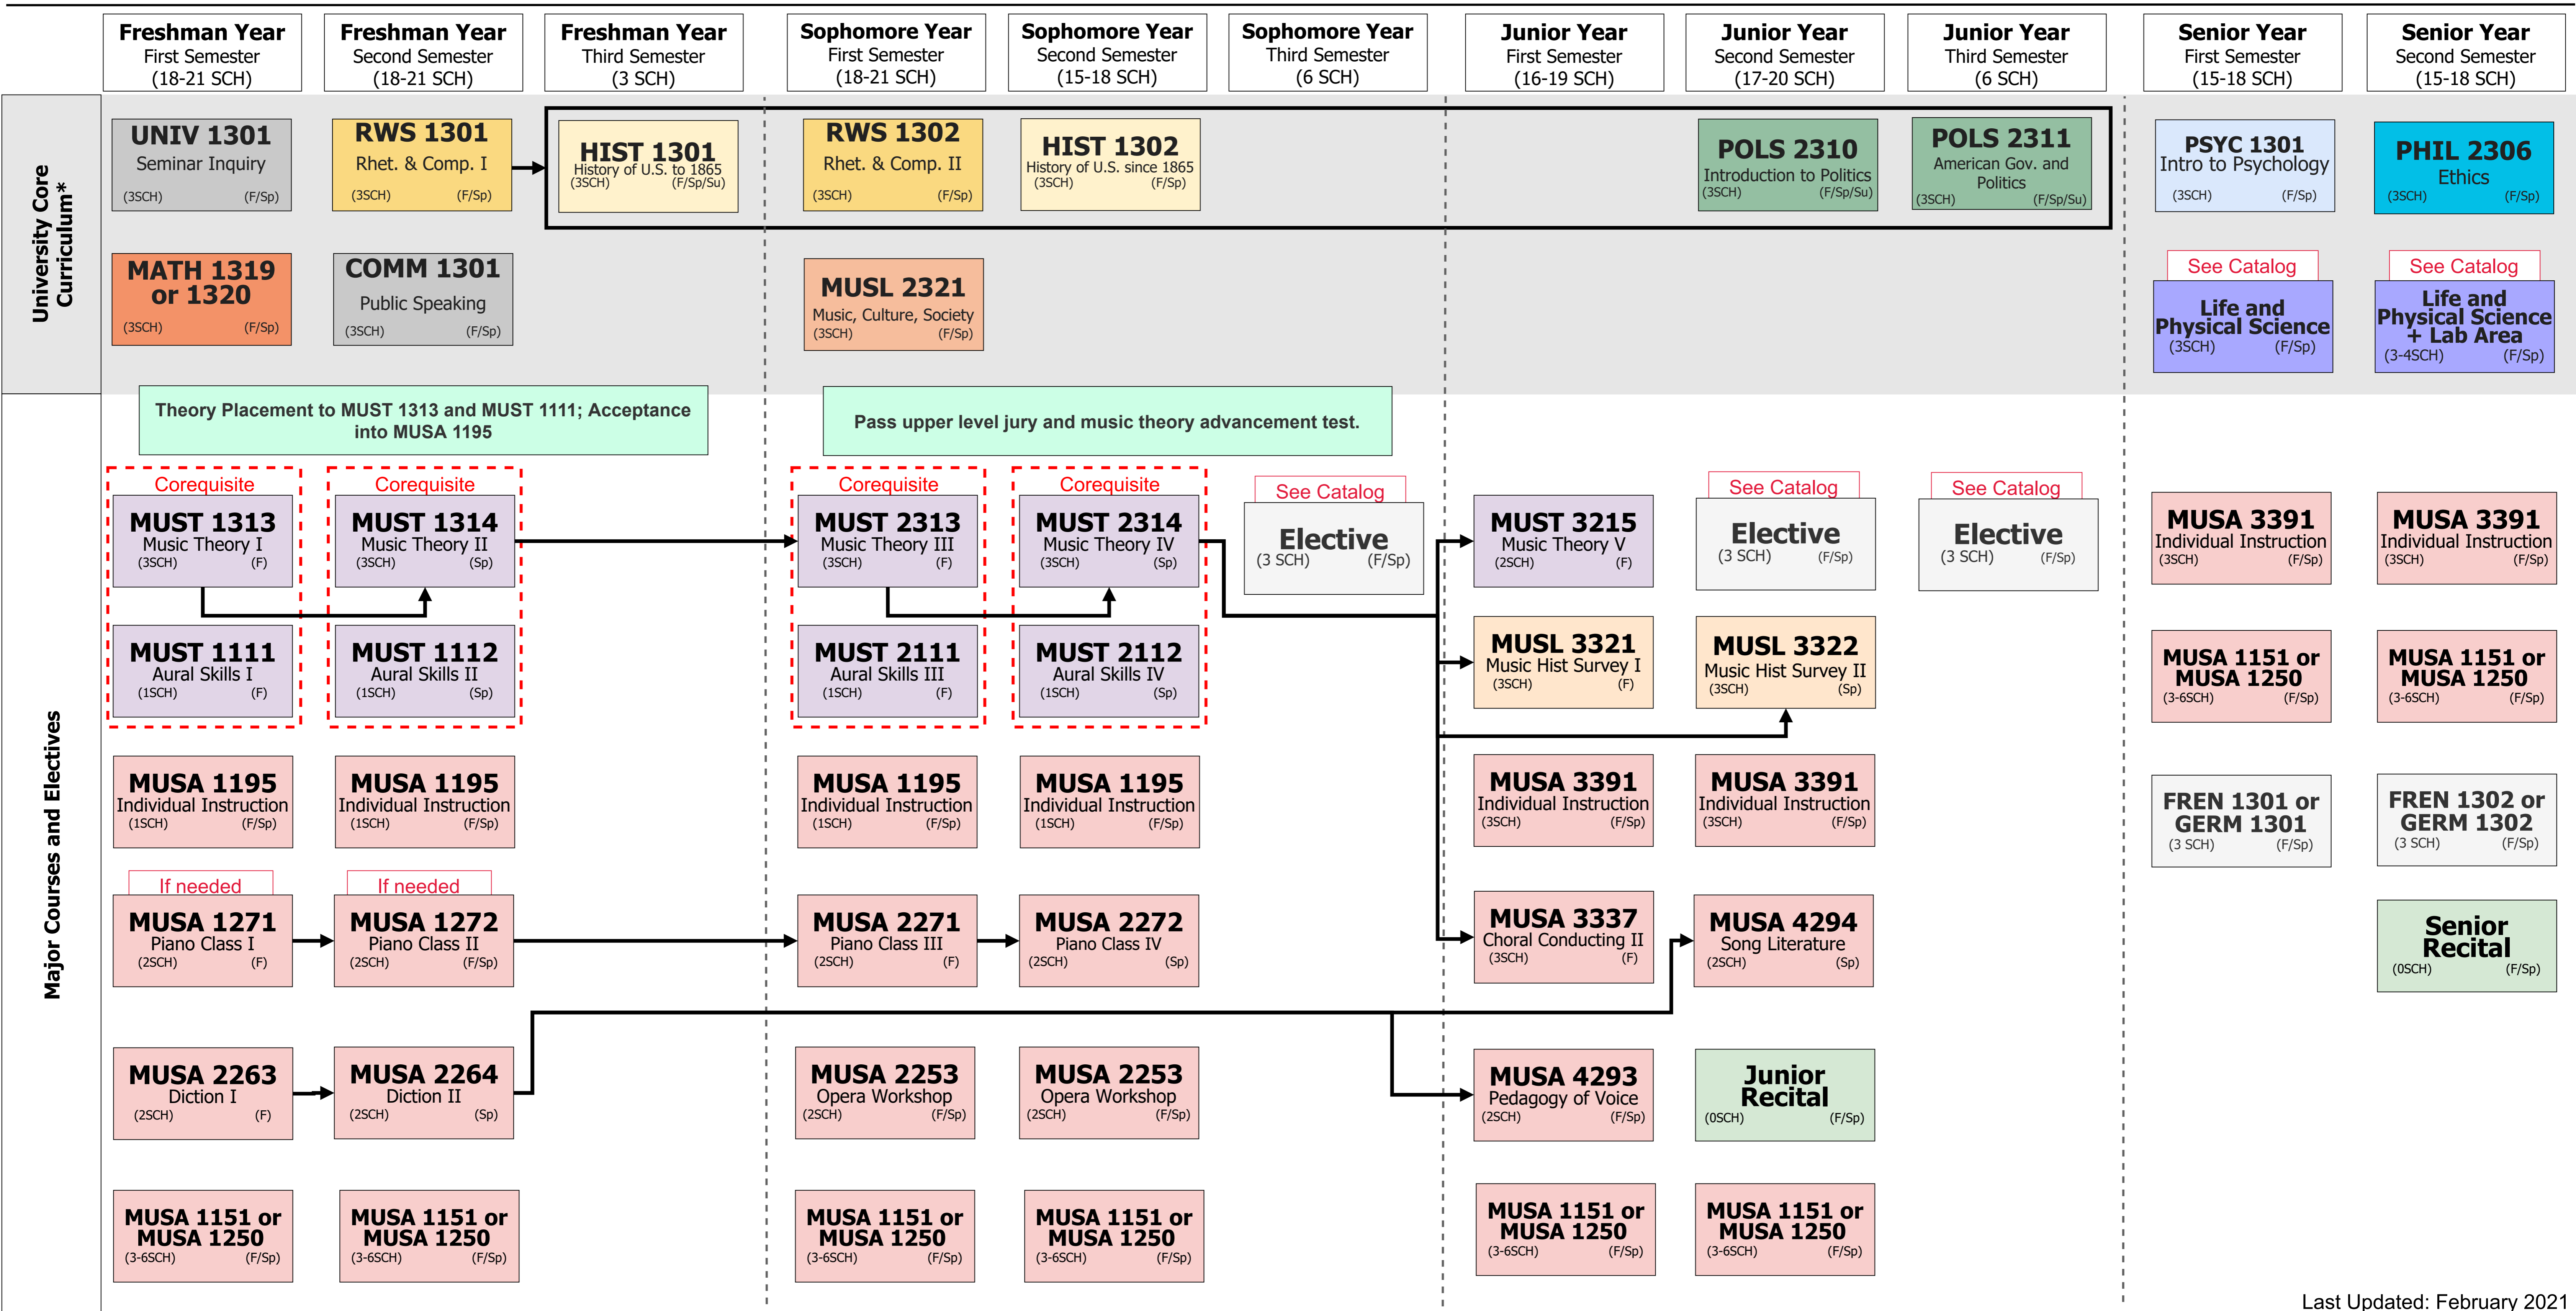 Freshman Year
First Semester
(18-21 SCH)
Freshman Year
Second Semester
(18-21 SCH)
Freshman Year
Third Semester
(3 SCH)
Sophomore Year
First Semester
(18-21 SCH)
Sophomore Year
Second Semester
(15-18 SCH)
Sophomore Year
Third Semester
(6 SCH)
Junior Year
First Semester
(16-19 SCH)
Junior Year
Second Semester
(17-20 SCH)
Junior Year
Third Semester
(6 SCH)
Senior Year
First Semester
(15-18 SCH)
Senior Year
Second Semester
(15-18 SCH)
University Core
Curriculum*
UNIV 1301
Seminar Inquiry
(3SCH) (F/Sp)
RWS 1301
Rhet. & Comp. I
(3SCH) (F/Sp)
HIST 1301
History of U.S. to 1865
(3SCH) (F/Sp/Su)
RWS 1302
Rhet. & Comp. II
(3SCH) (F/Sp)
HIST 1302
History of U.S. since 1865
(3SCH) (F/Sp)
POLS 2310
Introduction to Politics
(3SCH) (F/Sp/Su)
POLS 2311
American Gov. and
Politics
(3SCH) (F/Sp/Su)
PSYC 1301
Intro to Psychology
(3SCH) (F/Sp)
PHIL 2306
Ethics
(3SCH) (F/Sp)
MATH 1319
or 1320
(3SCH) (F/Sp)
COMM 1301
Public Speaking
(3SCH) (F/Sp)
MUSL 2321
Music, Culture, Society
(3SCH) (F/Sp)
See Catalog
Life and
Physical Science
(3SCH) (F/Sp)
See Catalog
Life and
Physical Science
+ Lab Area
(3-4SCH) (F/Sp)
Major Courses and Electives
Theory Placement to MUST 1313 and MUST 1111; Acceptance
into MUSA 1195
Pass upper level jury and music theory advancement test.
Corequisite
MUST 1313
Music Theory I
(3SCH) (F)
Corequisite
MUST 1314
Music Theory II
(3SCH) (Sp)
Corequisite
MUST 2313
Music Theory III
(3SCH) (F)
Corequisite
MUST 2314
Music Theory IV
(3SCH) (Sp)
See Catalog
Elective
(3 SCH) (F/Sp)
MUST 3215
Music Theory V
(2SCH) (F)
See Catalog
Elective
(3 SCH) (F/Sp)
See Catalog
Elective
(3 SCH) (F/Sp)
MUSA 3391
Individual Instruction
(3SCH) (F/Sp)
MUSA 3391
Individual Instruction
(3SCH) (F/Sp)
MUST 1111
Aural Skills I
(1SCH) (F)
MUST 1112
Aural Skills II
(1SCH) (Sp)
MUST 2111
Aural Skills III
(1SCH) (F)
MUST 2112
Aural Skills IV
(1SCH) (Sp)
MUSL 3321
Music Hist Survey I
(3SCH) (F)
MUSL 3322
Music Hist Survey II
(3SCH) (Sp)
MUSA 1151 or
MUSA 1250
(3-6SCH) (F/Sp)
MUSA 1151 or
MUSA 1250
(3-6SCH) (F/Sp)
MUSA 1195
Individual Instruction
(1SCH) (F/Sp)
MUSA 1195
Individual Instruction
(1SCH) (F/Sp)
MUSA 1195
Individual Instruction
(1SCH) (F/Sp)
MUSA 1195
Individual Instruction
(1SCH) (F/Sp)
MUSA 3391
Individual Instruction
(3SCH) (F/Sp)
MUSA 3391
Individual Instruction
(3SCH) (F/Sp)
FREN 1301 or
GERM 1301
(3 SCH) (F/Sp)
FREN 1302 or
GERM 1302
(3 SCH) (F/Sp)
If needed
MUSA 1271
Piano Class I
(2SCH) (F)
If needed
MUSA 1272
Piano Class II
(2SCH) (F/Sp)
MUSA 2271
Piano Class III
(2SCH) (F)
MUSA 2272
Piano Class IV
(2SCH) (Sp)
MUSA 3337
Choral Conducting II
(3SCH) (F)
MUSA 4294
Song Literature
(2SCH) (Sp)
Senior
Recital
(0SCH) (F/Sp)
MUSA 2263
Diction I
(2SCH) (F)
MUSA 2264
Diction II
(2SCH) (Sp)
MUSA 2253
Opera Workshop
(2SCH) (F/Sp)
MUSA 2253
Opera Workshop
(2SCH) (F/Sp)
MUSA 4293
Pedagogy of Voice
(2SCH) (F/Sp)
Junior
Recital
(0SCH) (F/Sp)
MUSA 1151 or
MUSA 1250
(3-6SCH) (F/Sp)
MUSA 1151 or
MUSA 1250
(3-6SCH) (F/Sp)
MUSA 1151 or
MUSA 1250
(3-6SCH) (F/Sp)
MUSA 1151 or
MUSA 1250
(3-6SCH) (F/Sp)
MUSA 1151 or
MUSA 1250
(3-6SCH) (F/Sp)
MUSA 1151 or
MUSA 1250
(3-6SCH) (F/Sp)
Last Updated: February 2021